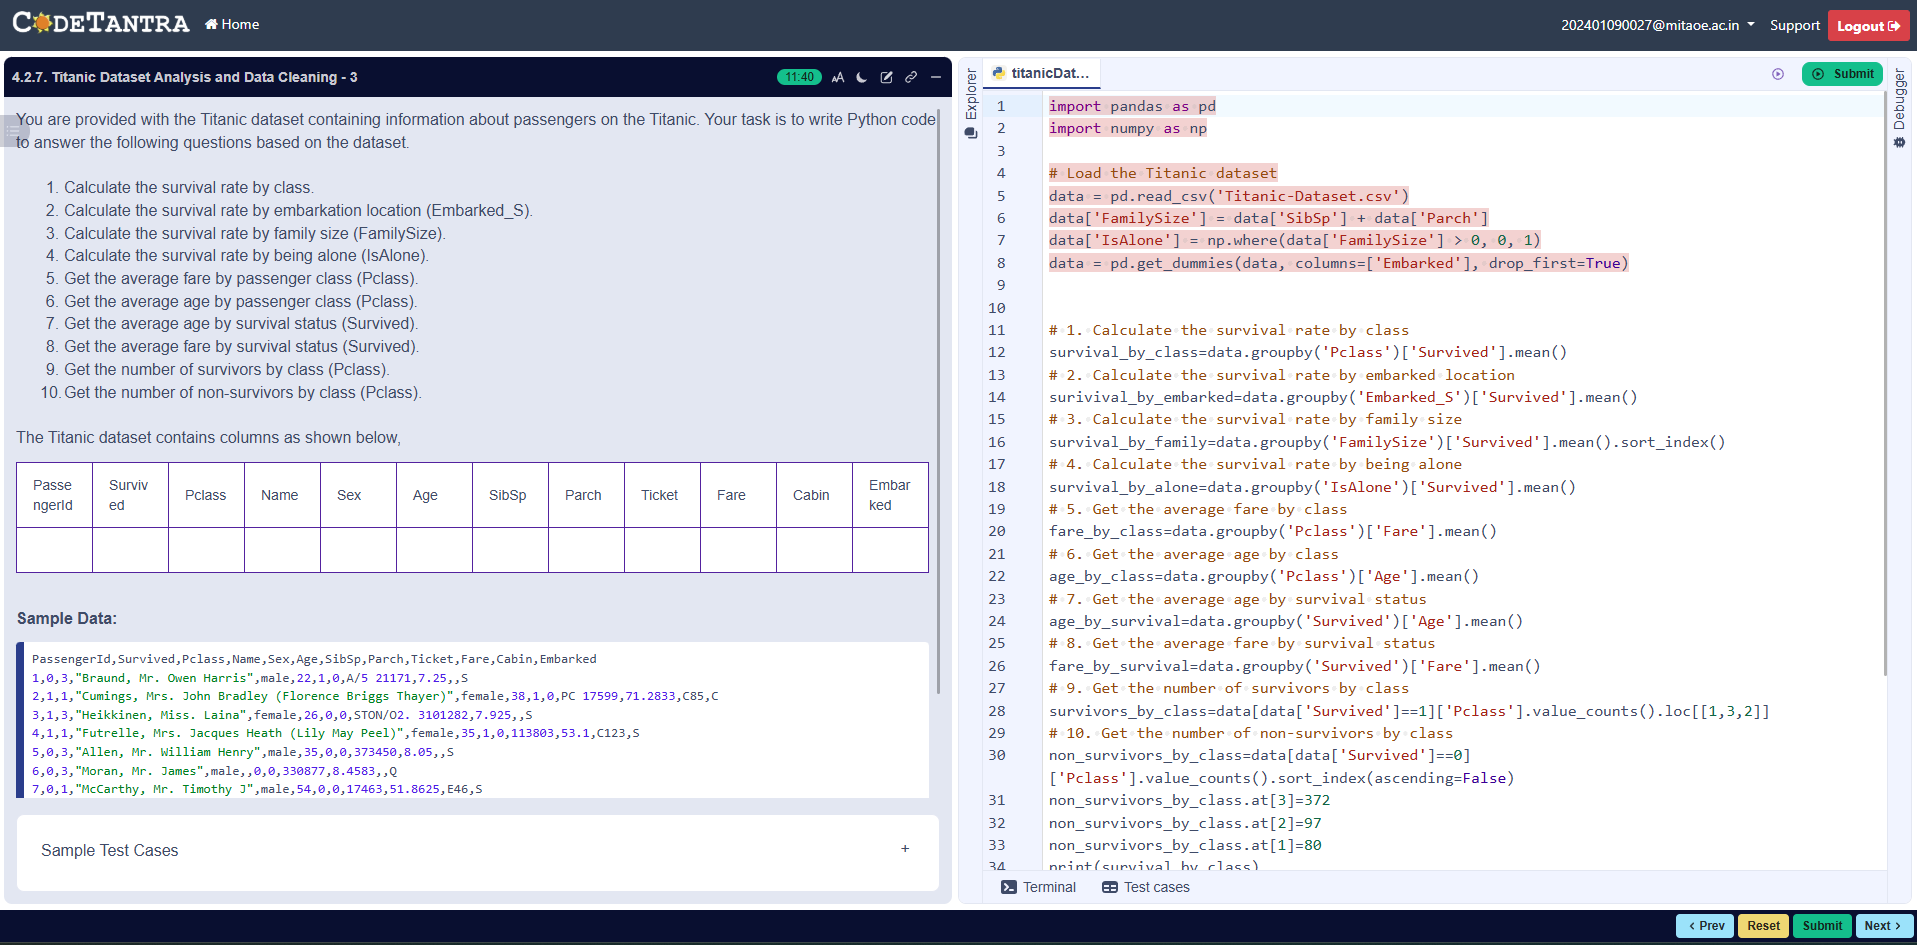 CODETANTRA
Home
202401090027@mitaoe.ac.in
Support
Logout
4.2.7. Titanic Dataset Analysis and Data Cleaning - 3
11:40
You are provided with the Titanic dataset containing information about passengers on the Titanic. Your task is to write Python code
to answer the following questions based on the dataset.
1. Calculate the survival rate by class.
2. Calculate the survival rate by embarkation location (Embarked_S).
3. Calculate the survival rate by family size (FamilySize).
4. Calculate the survival rate by being alone (IsAlone).
5. Get the average fare by passenger class (Pclass).
6. Get the average age by passenger class (Pclass).
7. Get the average age by survival status (Survived).
8. Get the average fare by survival status (Survived).
9. Get the number of survivors by class (Pclass).
10. Get the number of non-survivors by class (Pclass).
The Titanic dataset contains columns as shown below,
Passe
ngerId
Surviv
ed
Pclass
Name
Sex
Age
SibSp
Parch
Ticket
Fare
Cabin
Embar
ked
Sample Data:
PassengerId,Survived,Pclass,Name,Sex,Age,SibSp,Parch,Ticket,Fare,Cabin,Embarked
1,0,3,"Braund, Mr. Owen Harris",male,22,1,0,A/5 21171,7.25,,S
2,1,1,"Cumings, Mrs. John Bradley (Florence Briggs Thayer)",female,38,1,0,PC 17599,71.2833,C85,C
3,1,3,"Heikkinen, Miss. Laina",female,26,0,0,STON/O2. 3101282,7.925,,S
4,1,1,"Futrelle, Mrs. Jacques Heath (Lily May Peel)",female,35,1,0,113803,53.1,C123,S
5,0,3,"Allen, Mr. William Henry",male,35,0,0,373450,8.05,,S
6,0,3,"Moran, Mr. James",male,,0,0,330877,8.4583,,Q
7,0,1,"McCarthy, Mr. Timothy J",male,54,0,0,17463,51.8625,E46,S
Sample Test Cases
+
Explorer
titanicDat...
Submit
Debugger
1 import pandas as pd
2 import numpy as np
3
4 # Load the Titanic dataset
5 data = pd.read_csv('Titanic-Dataset.csv')
6 data['FamilySize'] = data['SibSp'] + data['Parch']
7 data['IsAlone'] = np.where(data['FamilySize'] > 0, 0, 1)
8 data = pd.get_dummies(data, columns=['Embarked'], drop_first=True)
9
10
11 # 1. Calculate the survival rate by class
12 survival_by_class=data.groupby('Pclass')['Survived'].mean()
13 # 2. Calculate the survival rate by embarked location
14 surivival_by_embarked=data.groupby('Embarked_S')['Survived'].mean()
15 # 3. Calculate the survival rate by family size
16 survival_by_family=data.groupby('FamilySize')['Survived'].mean().sort_index()
17 # 4. Calculate the survival rate by being alone
18 survival_by_alone=data.groupby('IsAlone')['Survived'].mean()
19 # 5. Get the average fare by class
20 fare_by_class=data.groupby('Pclass')['Fare'].mean()
21 # 6. Get the average age by class
22 age_by_class=data.groupby('Pclass')['Age'].mean()
23 # 7. Get the average age by survival status
24 age_by_survival=data.groupby('Survived')['Age'].mean()
25 # 8. Get the average fare by survival status
26 fare_by_survival=data.groupby('Survived')['Fare'].mean()
27 # 9. Get the number of survivors by class
28 survivors_by_class=data[data['Survived']==1]['Pclass'].value_counts().loc[[1,3,2]]
29 # 10. Get the number of non-survivors by class
30 non_survivors_by_class=data[data['Survived']==0]
['Pclass'].value_counts().sort_index(ascending=False)
31 non_survivors_by_class.at[3]=372
32 non_survivors_by_class.at[2]=97
33 non_survivors_by_class.at[1]=80
34 print(survival_by_class)
Terminal
Test cases
Prev
Reset
Submit
Next